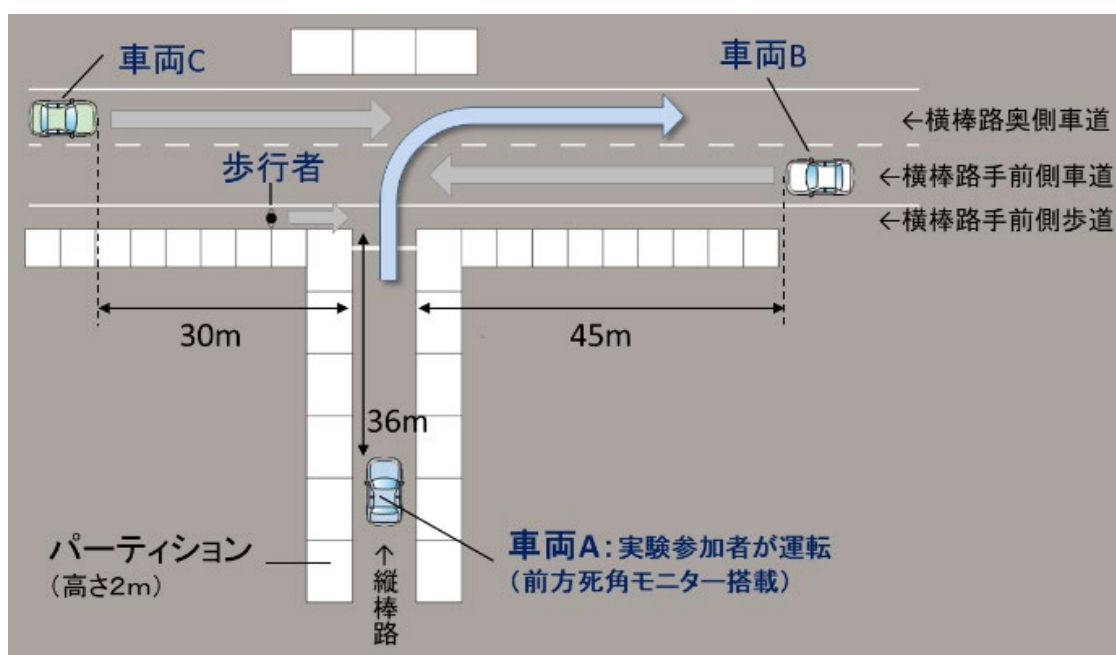 車両C
車両B
←横棒路奥側車道
歩行者
←横棒路手前側車道
←横棒路手前側歩道
30m
45m
36m
パーティション
(高さ2m)
↑縦棒路
車両A:実験参加者が運転
(前方死角モニター搭載)